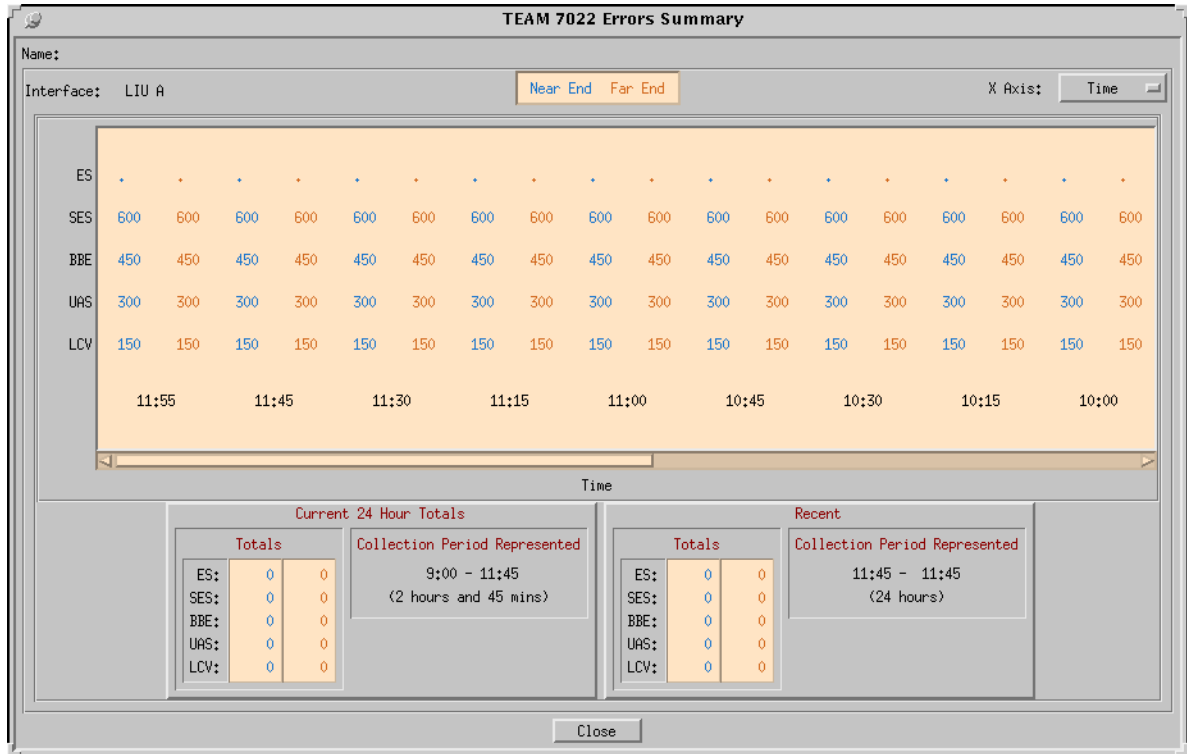 TEAM 7022 Errors Summary
Name:
Interface: LIU A Near End Far End X Axis: Time
ES . . . . . . . . . . . . . . . . . .
SES 600 600 600 600 600 600 600 600 600 600 600 600 600 600 600 600 600 600
BBE 450 450 450 450 450 450 450 450 450 450 450 450 450 450 450 450 450 450
UAS 300 300 300 300 300 300 300 300 300 300 300 300 300 300 300 300 300 300
LCV 150 150 150 150 150 150 150 150 150 150 150 150 150 150 150 150 150 150
11:55 11:45 11:30 11:15 11:00 10:45 10:30 10:15 10:00
Time
Current 24 Hour Totals
Totals Collection Period Represented
ES: 0 0 9:00 - 11:45
SES: 0 0 (2 hours and 45 mins)
BBE: 0 0
UAS: 0 0
LCV: 0 0
Recent
Totals Collection Period Represented
ES: 0 0 11:45 - 11:45
SES: 0 0 (24 hours)
BBE: 0 0
UAS: 0 0
LCV: 0 0
Close